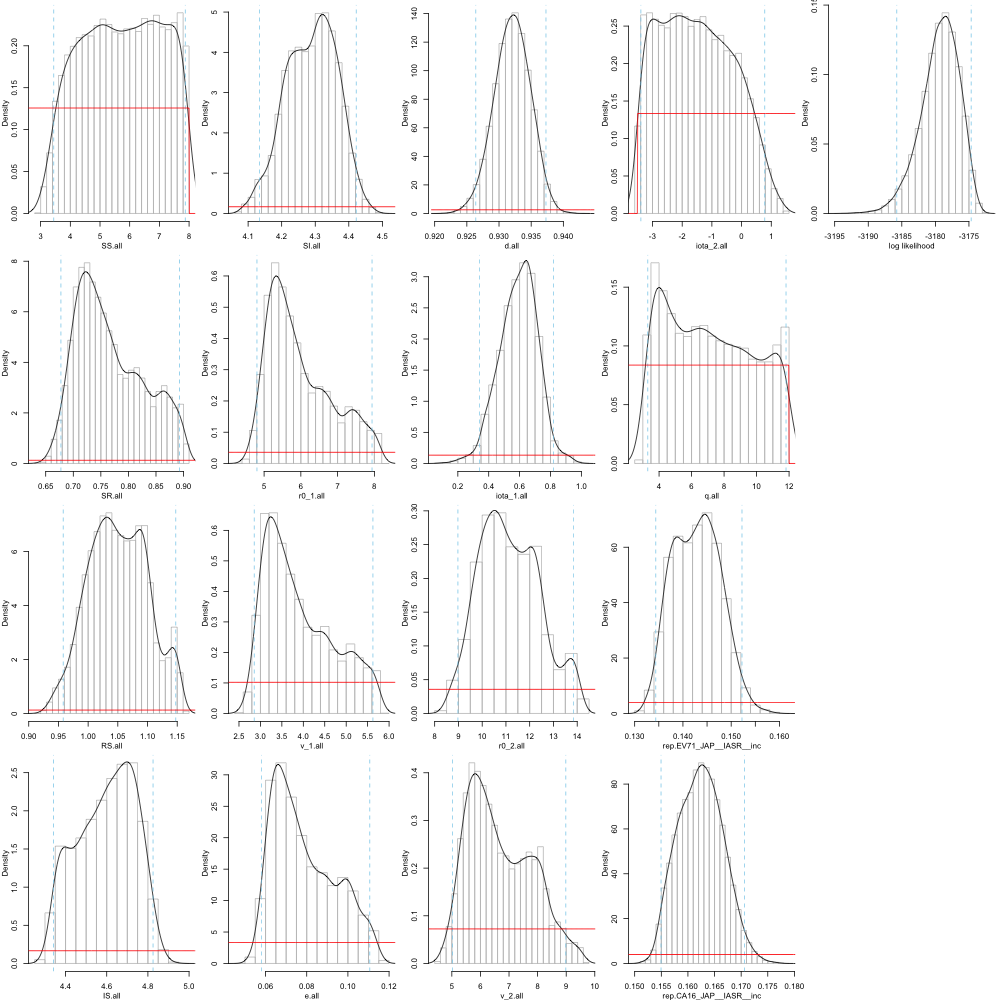 Density
0.00 0.05 0.10 0.15 0.20
3 4 5 6 7 8
SS.all
Density
0 1 2 3 4 5
4.1 4.2 4.3 4.4 4.5
SI.all
Density
0 20 40 60 80 100 120 140
0.920 0.925 0.930 0.935 0.940
d.all
Density
0.00 0.05 0.10 0.15 0.20 0.25
-3 -2 -1 0 1
iota_2.all
Density
0.00 0.05 0.10 0.15
-3195 -3185 -3180 -3175
log likelihood
Density
0 2 4 6 8
0.65 0.70 0.75 0.80 0.85 0.90
SR.all
Density
0.0 0.1 0.2 0.3 0.4 0.5 0.6
5 6 7 8
r0_1.all
Density
0.0 0.5 1.0 1.5 2.0 2.5 3.0
0.2 0.4 0.6 0.8 1.0
iota_1.all
Density
0.00 0.05 0.10 0.15
4 6 8 10 12
q.all
Density
0 2 4 6
0.90 0.95 1.00 1.05 1.10 1.15
RS.all
Density
0.0 0.1 0.2 0.3 0.4 0.5 0.6
2.5 3.0 3.5 4.0 4.5 5.0 5.5 6.0
v_1.all
Density
0.00 0.05 0.10 0.15 0.20 0.25 0.30
8 9 10 11 12 13 14
r0_2.all
Density
0 20 40 60
0.130 0.140 0.150 0.160
rep.EV71_JAP__IASR__inc
Density
0.0 0.5 1.0 1.5 2.0 2.5
4.4 4.6 4.8 5.0
IS.all
Density
0 5 10 15 20 25 30
0.06 0.08 0.10 0.12
e.all
Density
0.0 0.1 0.2 0.3 0.4
5 6 7 8 9 10
v_2.all
Density
0 20 40 60 80
0.150 0.155 0.160 0.165 0.170 0.175 0.180
rep.CA16_JAP__IASR__inc